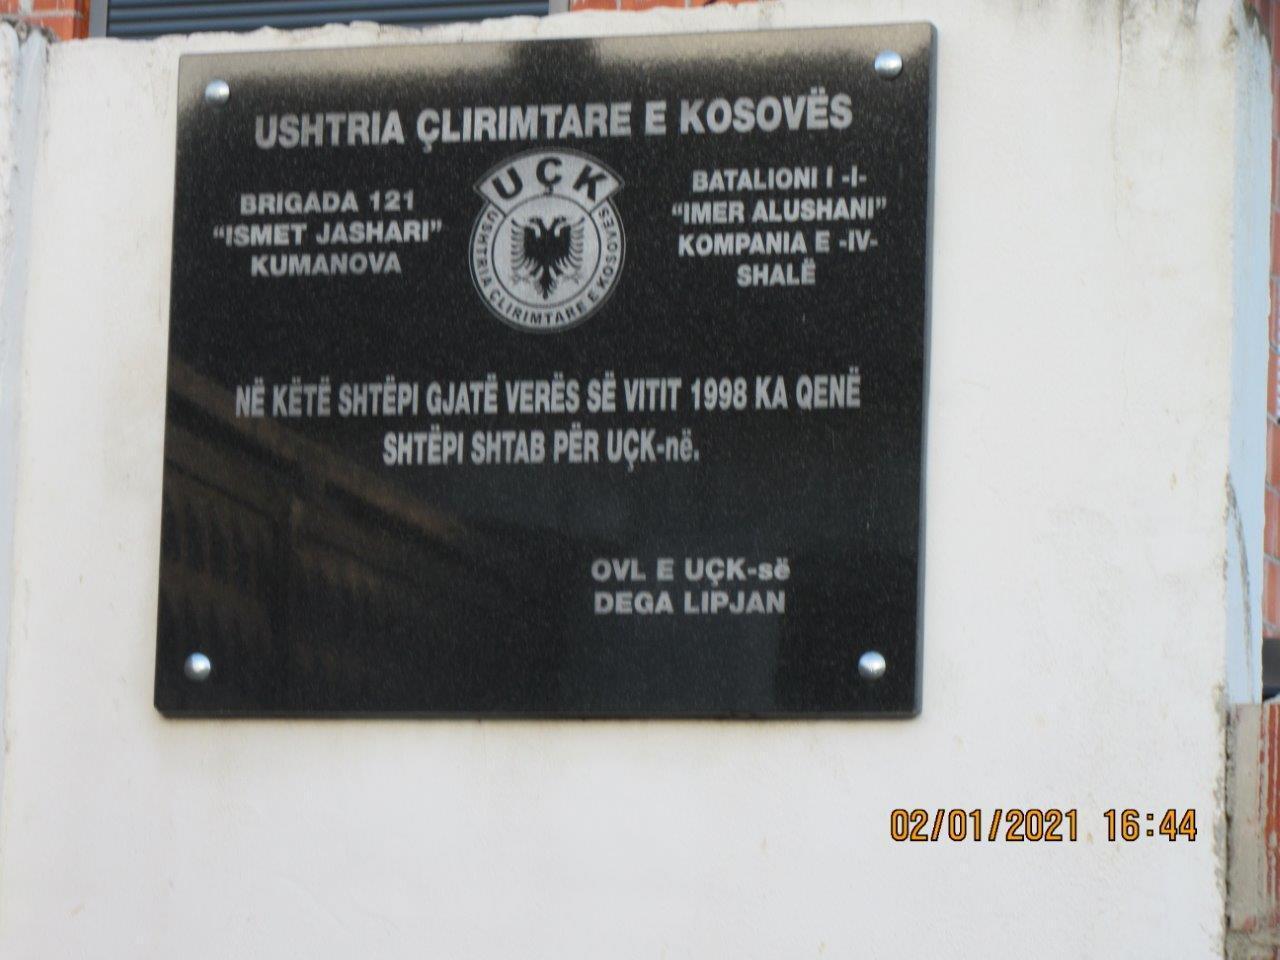 USHTRIA ÇLIRIMTARE E KOSOVËS
BRIGADA 121
"ISMET JASHARI"
KUMANOVA
UÇK
USHTRIA ÇLIRIMTARE E KOSOVËS
BATALIONI I -I-
"IMER ALUSHANI"
KOMPANIA E -IV-
SHALË
NË KËTË SHTËPI GJATË VERËS SË VITIT 1998 KA QENË
SHTËPI SHTAB PËR UÇK-në.
OVL E UÇK-së
DEGA LIPJAN
02/01/2021 16:44